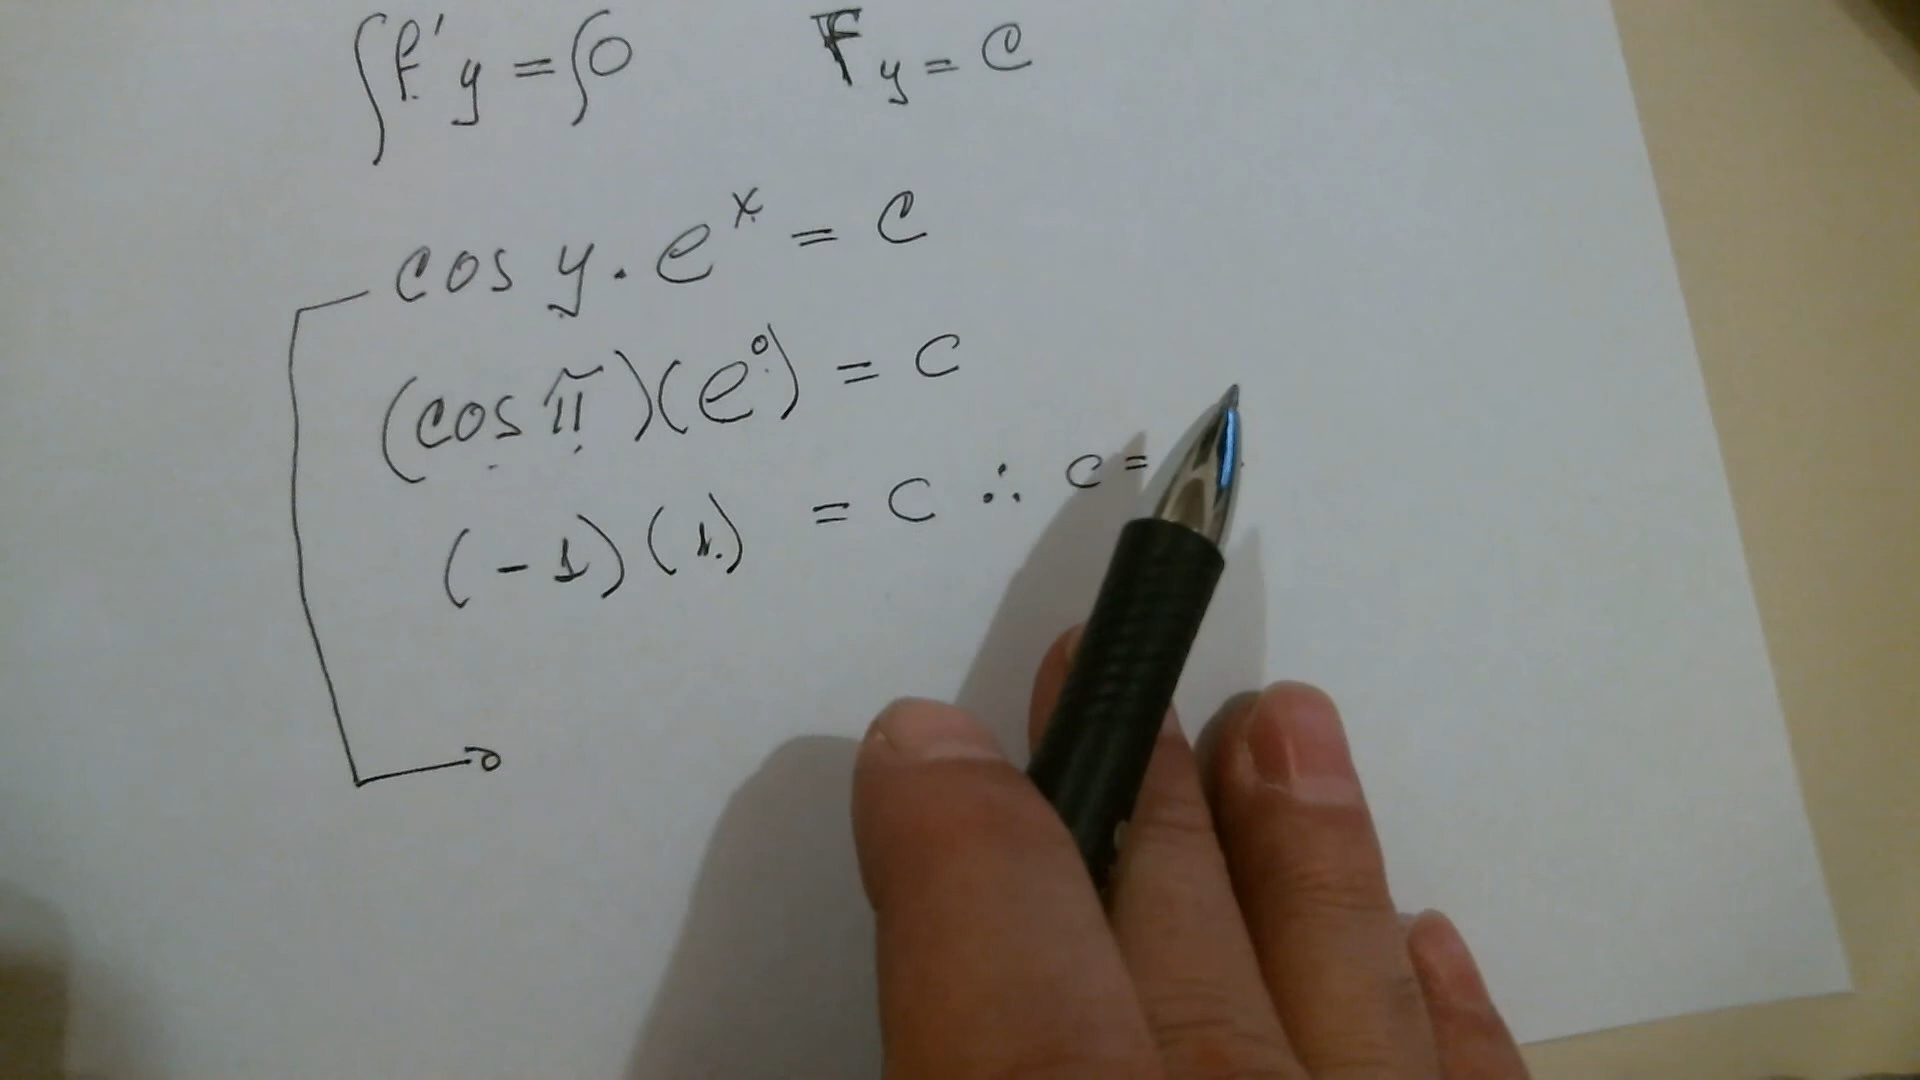 ∫f'y = ∫0 Fy = c
cos y . e^x = c
(cos π)(e^0) = c
(-1)(1) = c ∴ c =